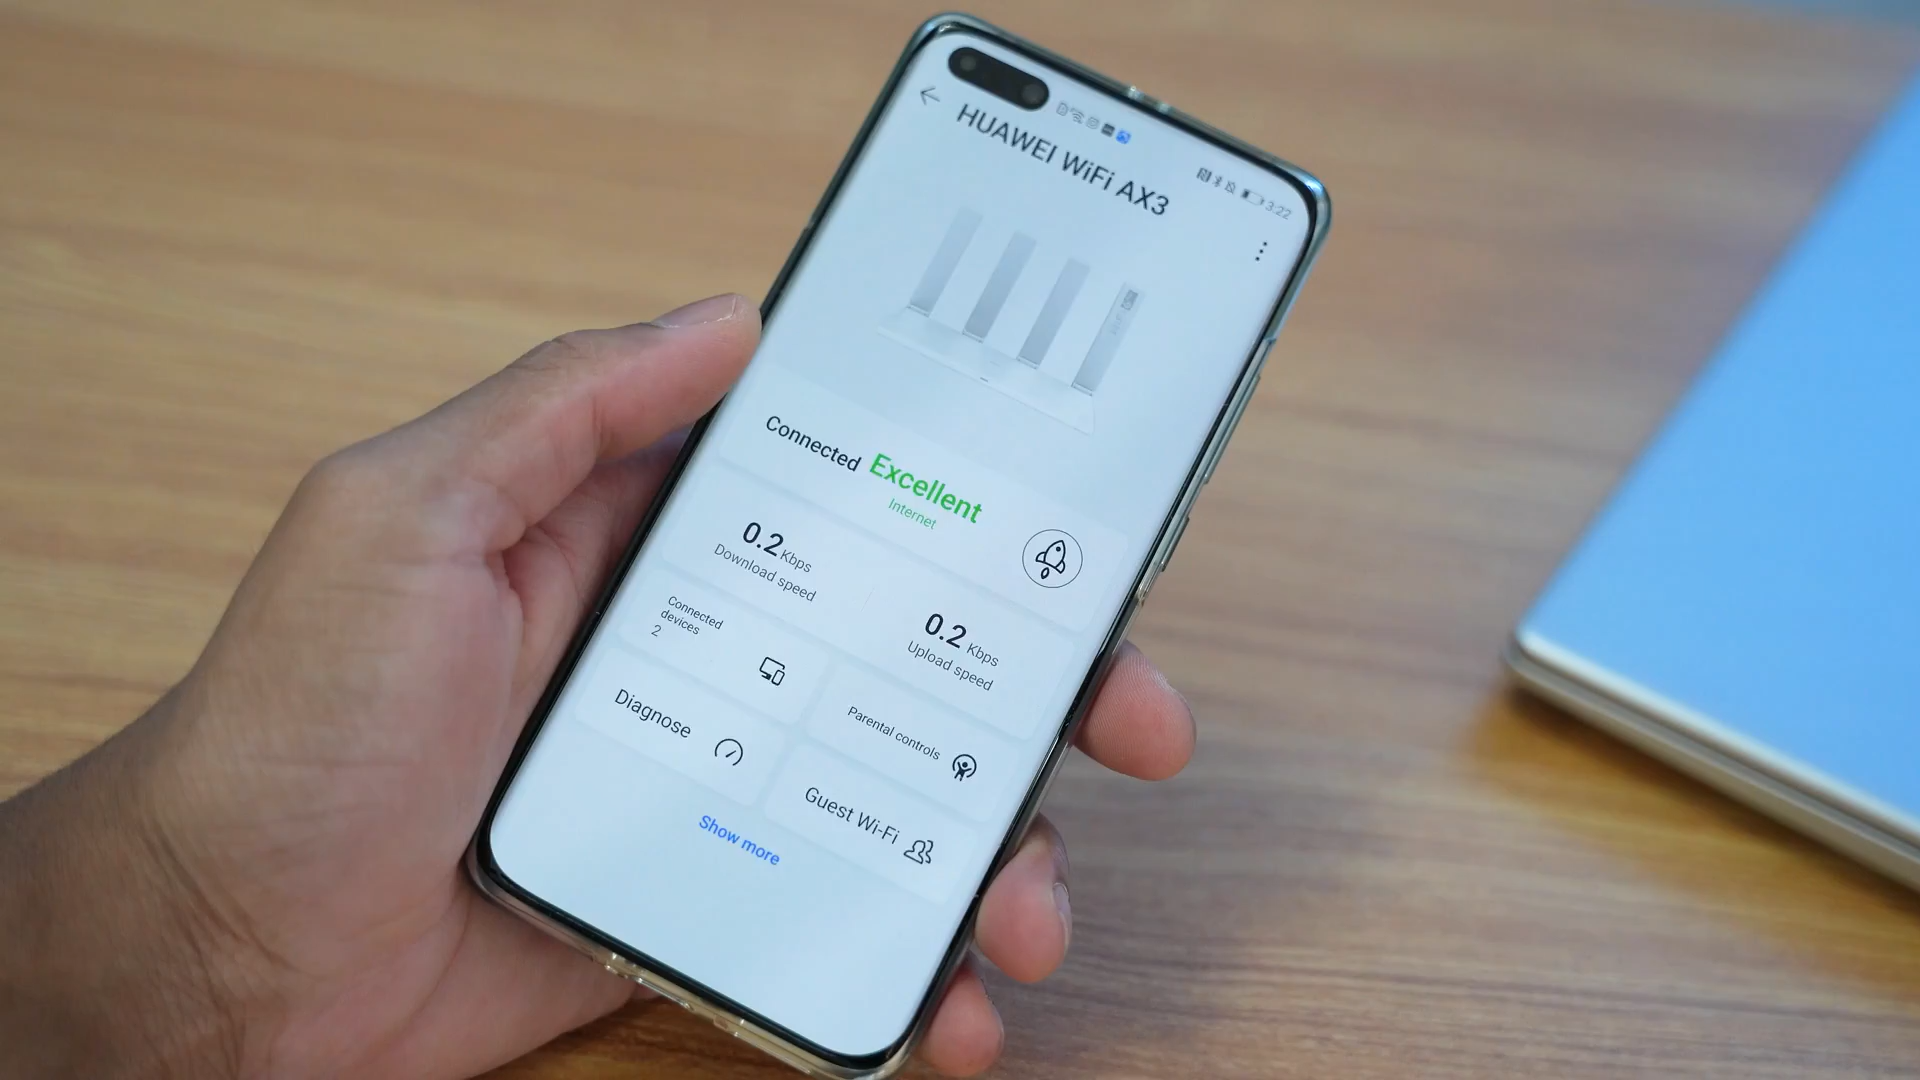 3:22
HUAWEI WiFi AX3
Connected Excellent
Internet
0.2 Kbps
Download speed
0.2 Kbps
Upload speed
Connected
devices
2
Parental controls
Diagnose
Guest Wi-Fi
Show more